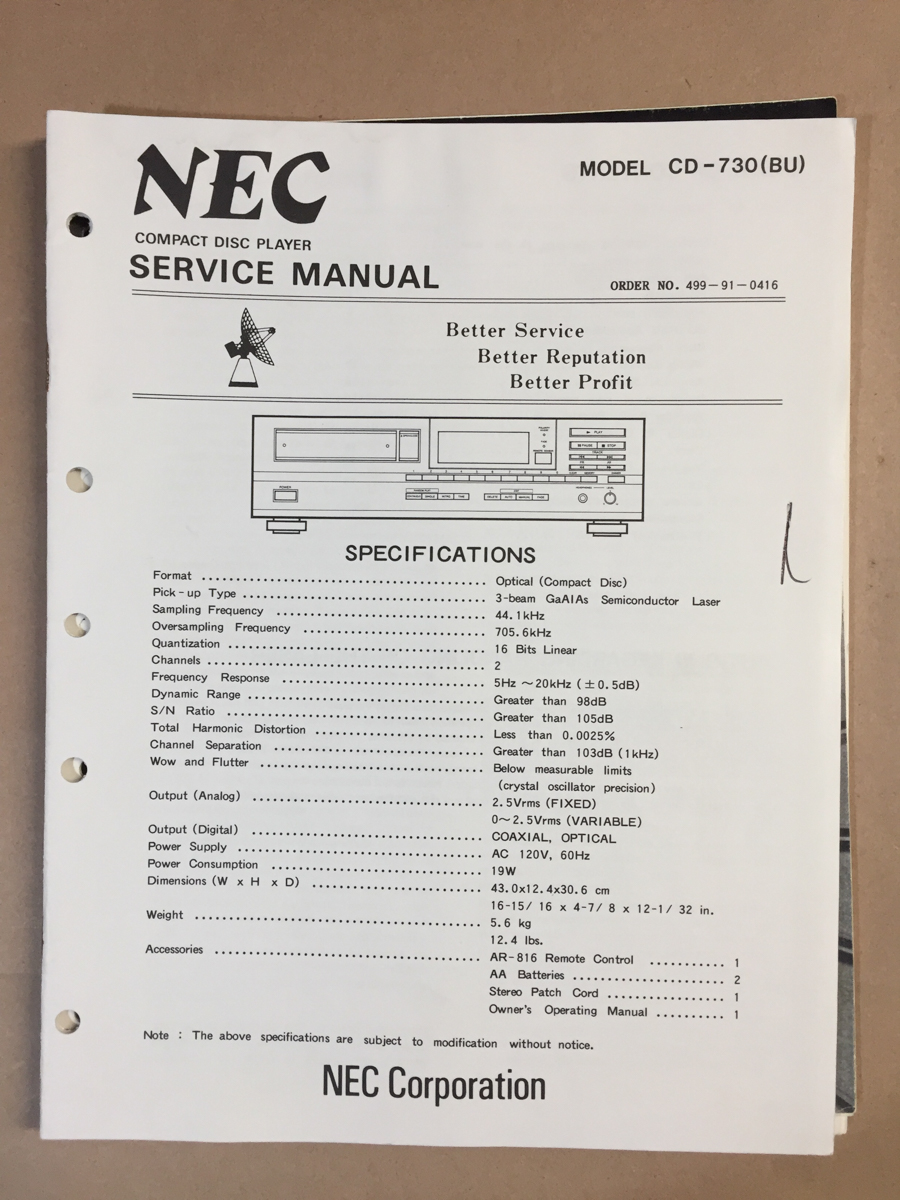 NEC
MODEL CD-730(BU)
COMPACT DISC PLAYER
SERVICE MANUAL
ORDER NO. 499-91-0416
Better Service
Better Reputation
Better Profit
PLAY
PAUSE STOP
POWER
SPECIFICATIONS
Format ........ Optical (Compact Disc)
Pick-up Type ........ 3-beam GaAlAs Semiconductor Laser
Sampling Frequency ........ 44.1kHz
Oversampling Frequency ........ 705.6kHz
Quantization ........ 16 Bits Linear
Channels ........ 2
Frequency Response ........ 5Hz ~20kHz (±0.5dB)
Dynamic Range ........ Greater than 98dB
S/N Ratio ........ Greater than 105dB
Total Harmonic Distortion ........ Less than 0.0025%
Channel Separation ........ Greater than 103dB (1kHz)
Wow and Flutter ........ Below measurable limits
(crystal oscillator precision)
Output (Analog) ........ 2.5Vrms (FIXED)
0~2.5Vrms (VARIABLE)
Output (Digital) ........ COAXIAL, OPTICAL
Power Supply ........ AC 120V, 60Hz
Power Consumption ........ 19W
Dimensions (W x H x D) ........ 43.0x12.4x30.6 cm
16-15/16 x 4-7/8 x 12-1/32 in.
Weight ........ 5.6 kg
12.4 lbs.
Accessories ........ AR-816 Remote Control ........ 1
AA Batteries ........ 2
Stereo Patch Cord ........ 1
Owner's Operating Manual ........ 1
Note : The above specifications are subject to modification without notice.
NEC Corporation